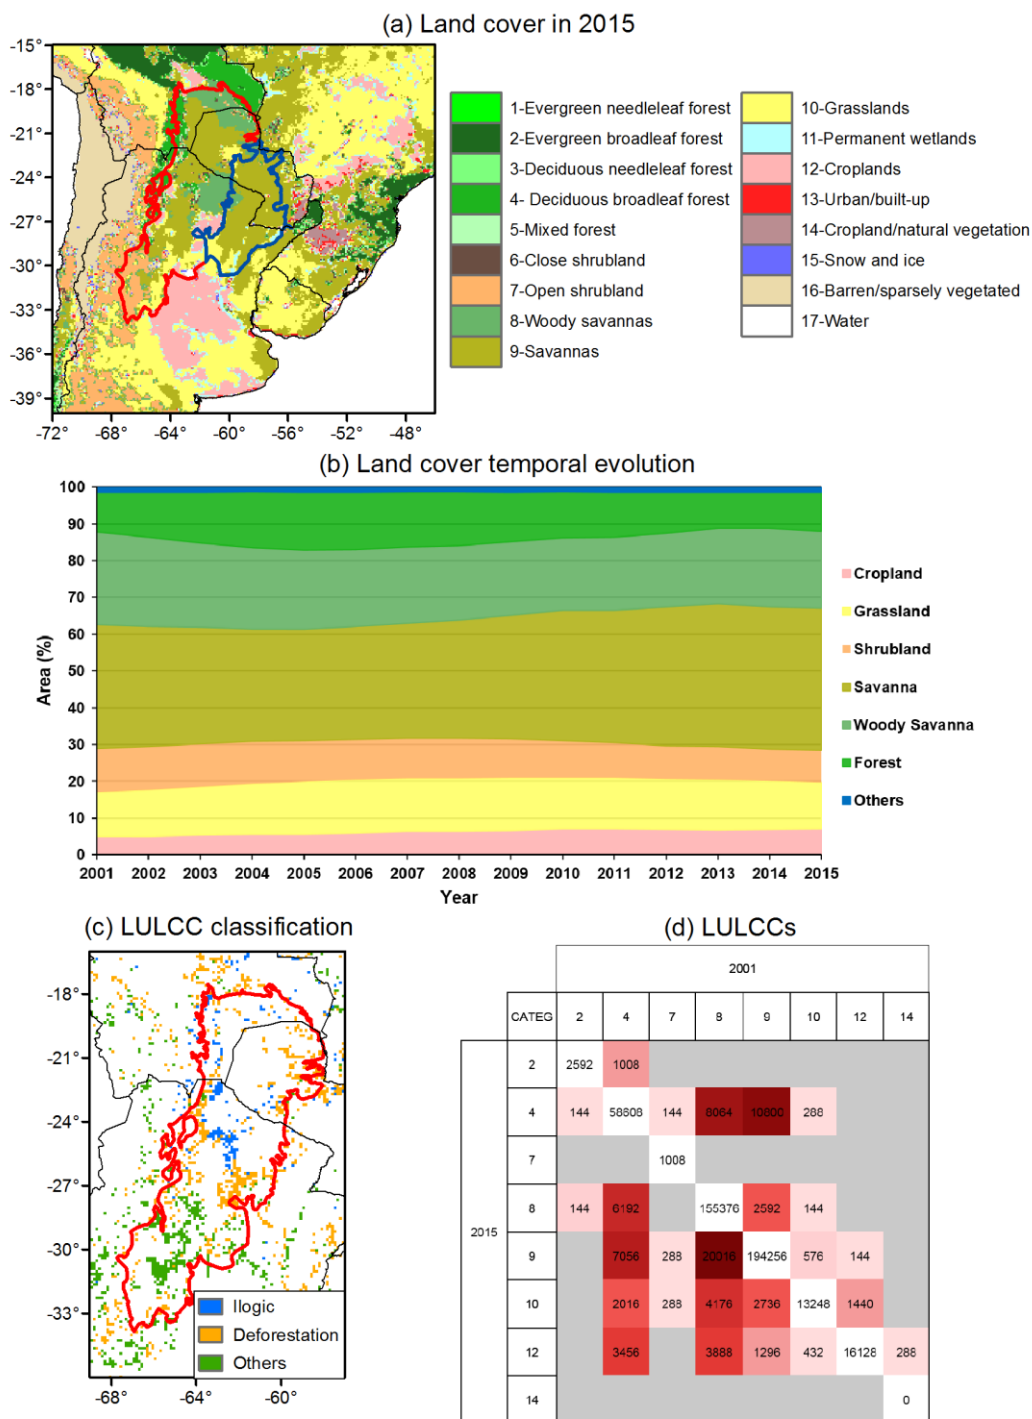 (a) Land cover in 2015
-15°
-18°
-21°
-24°
-27°
-30°
-33°
-36°
-39°
-72° -68° -64° -60° -56° -52° -48°
1-Evergreen needleleaf forest
2-Evergreen broadleaf forest
3-Deciduous needleleaf forest
4- Deciduous broadleaf forest
5-Mixed forest
6-Close shrubland
7-Open shrubland
8-Woody savannas
9-Savannas
10-Grasslands
11-Permanent wetlands
12-Croplands
13-Urban/built-up
14-Cropland/natural vegetation
15-Snow and ice
16-Barren/sparsely vegetated
17-Water
(b) Land cover temporal evolution
Area (%)
100
90
80
70
60
50
40
30
20
10
0
2001 2002 2003 2004 2005 2006 2007 2008 2009 2010 2011 2012 2013 2014 2015
Year
Cropland
Grassland
Shrubland
Savanna
Woody Savanna
Forest
Others
(c) LULCC classification
-18°
-21°
-24°
-27°
-30°
-33°
-68° -64° -60°
Ilogic
Deforestation
Others
(d) LULCCs
2001
CATEG 2 4 7 8 9 10 12 14
2015
2 2592 1008
4 144 58808 144 8064 10800 288
7 1008
8 144 6192 155376 2592 144
9 7056 288 20016 194256 576 144
10 2016 288 4176 2736 13248 1440
12 3456 3888 1296 432 16128 288
14 0